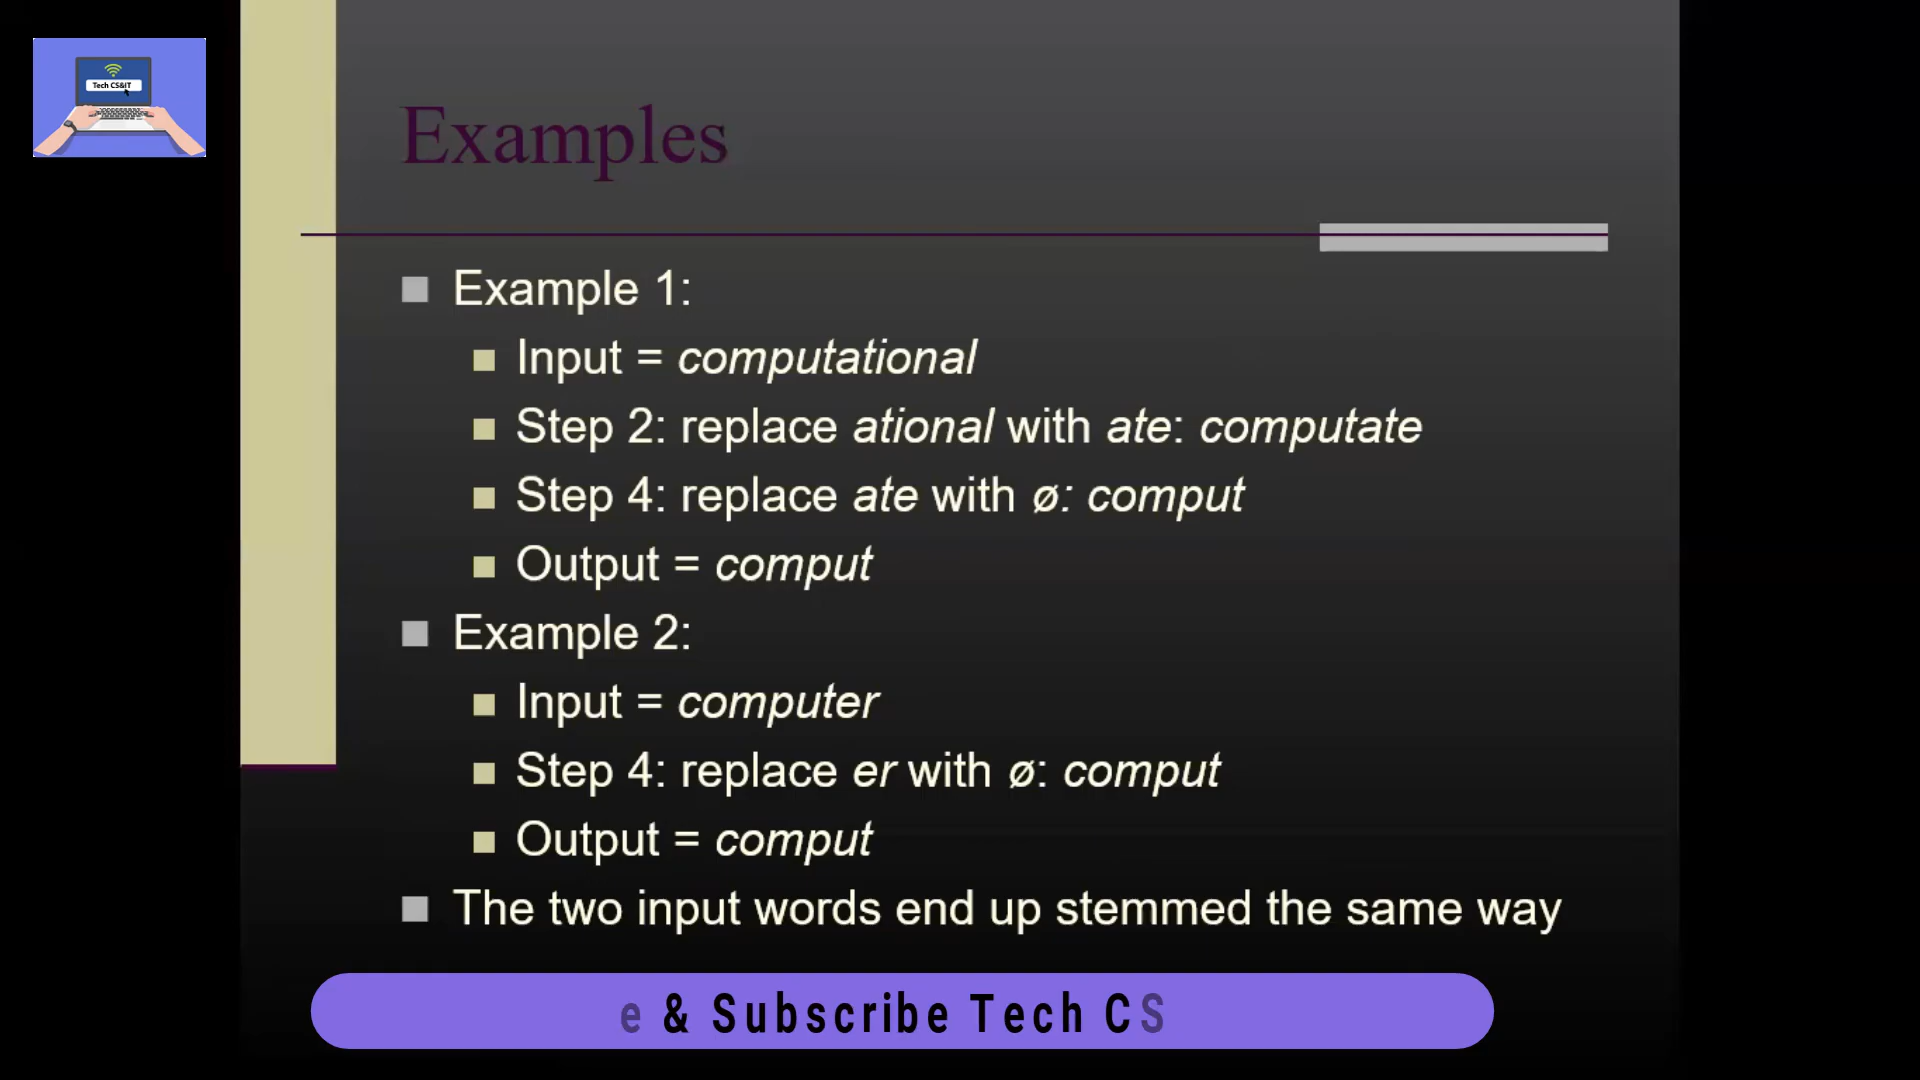 Tech CS&IT
Examples
Example 1:
Input = computational
Step 2: replace ational with ate: computate
Step 4: replace ate with ø: comput
Output = comput
Example 2:
Input = computer
Step 4: replace er with ø: comput
Output = comput
The two input words end up stemmed the same way
e & Subscribe Tech CS